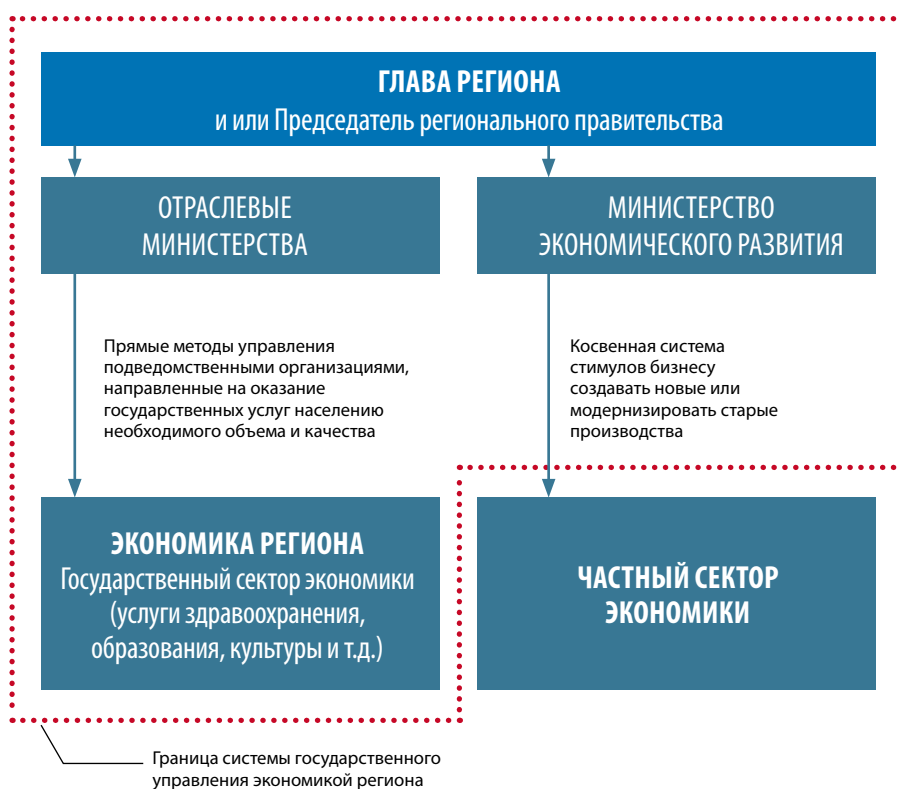 ГЛАВА РЕГИОНА
и или Председатель регионального правительства
ОТРАСЛЕВЫЕ
МИНИСТЕРСТВА
МИНИСТЕРСТВО
ЭКОНОМИЧЕСКОГО РАЗВИТИЯ
Прямые методы управления
подведомственными организациями,
направленные на оказание
государственных услуг населению
необходимого объема и качества
Косвенная система
стимулов бизнесу
создавать новые или
модернизировать старые
производства
ЭКОНОМИКА РЕГИОНА
Государственный сектор экономики
(услуги здравоохранения,
образования, культуры и т.д.)
ЧАСТНЫЙ СЕКТОР
ЭКОНОМИКИ
Граница системы государственного
управления экономикой региона